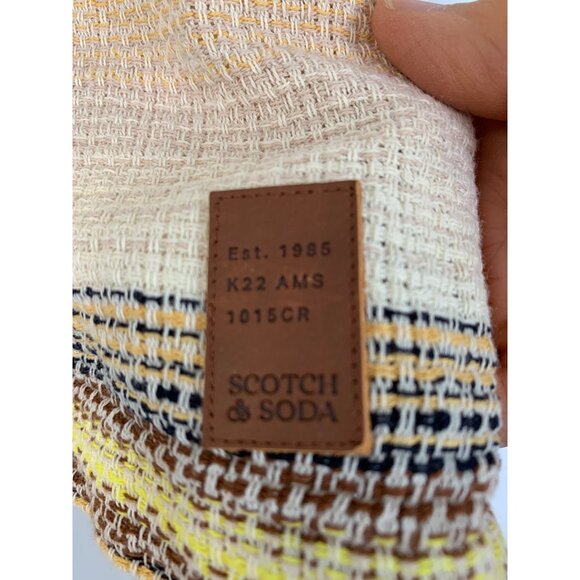 Est. 1985
K22 AMS
1015CR
SCOTCH
& SODA